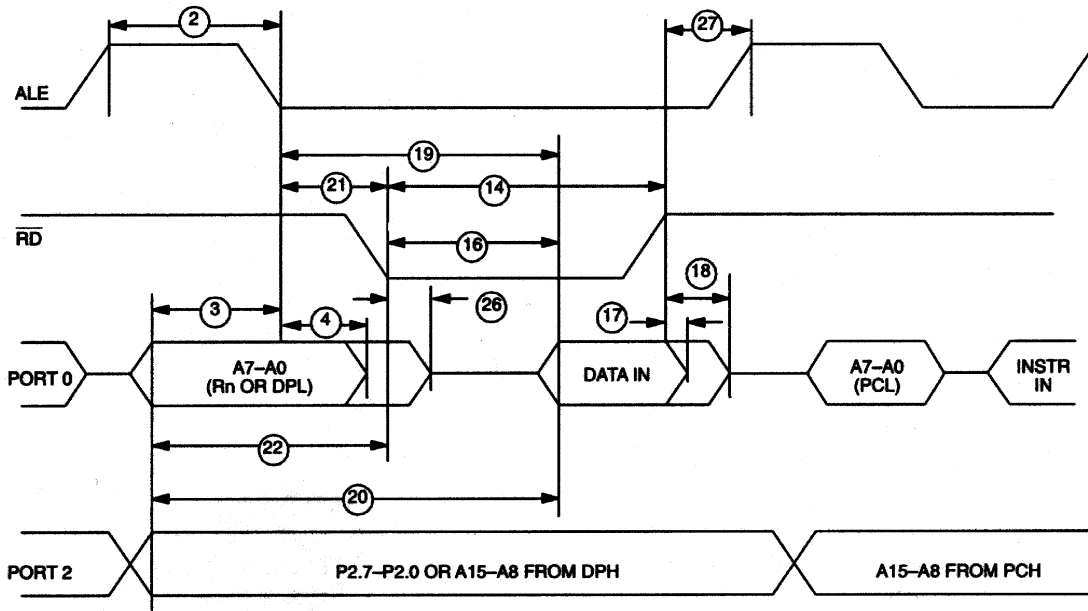 2
27
ALE
19
21
14
RD
16
18
3
4
26
17
PORT 0
A7–A0
(Rn OR DPL)
DATA IN
A7–A0
(PCL)
INSTR
IN
22
20
PORT 2
P2.7–P2.0 OR A15–A8 FROM DPH
A15–A8 FROM PCH